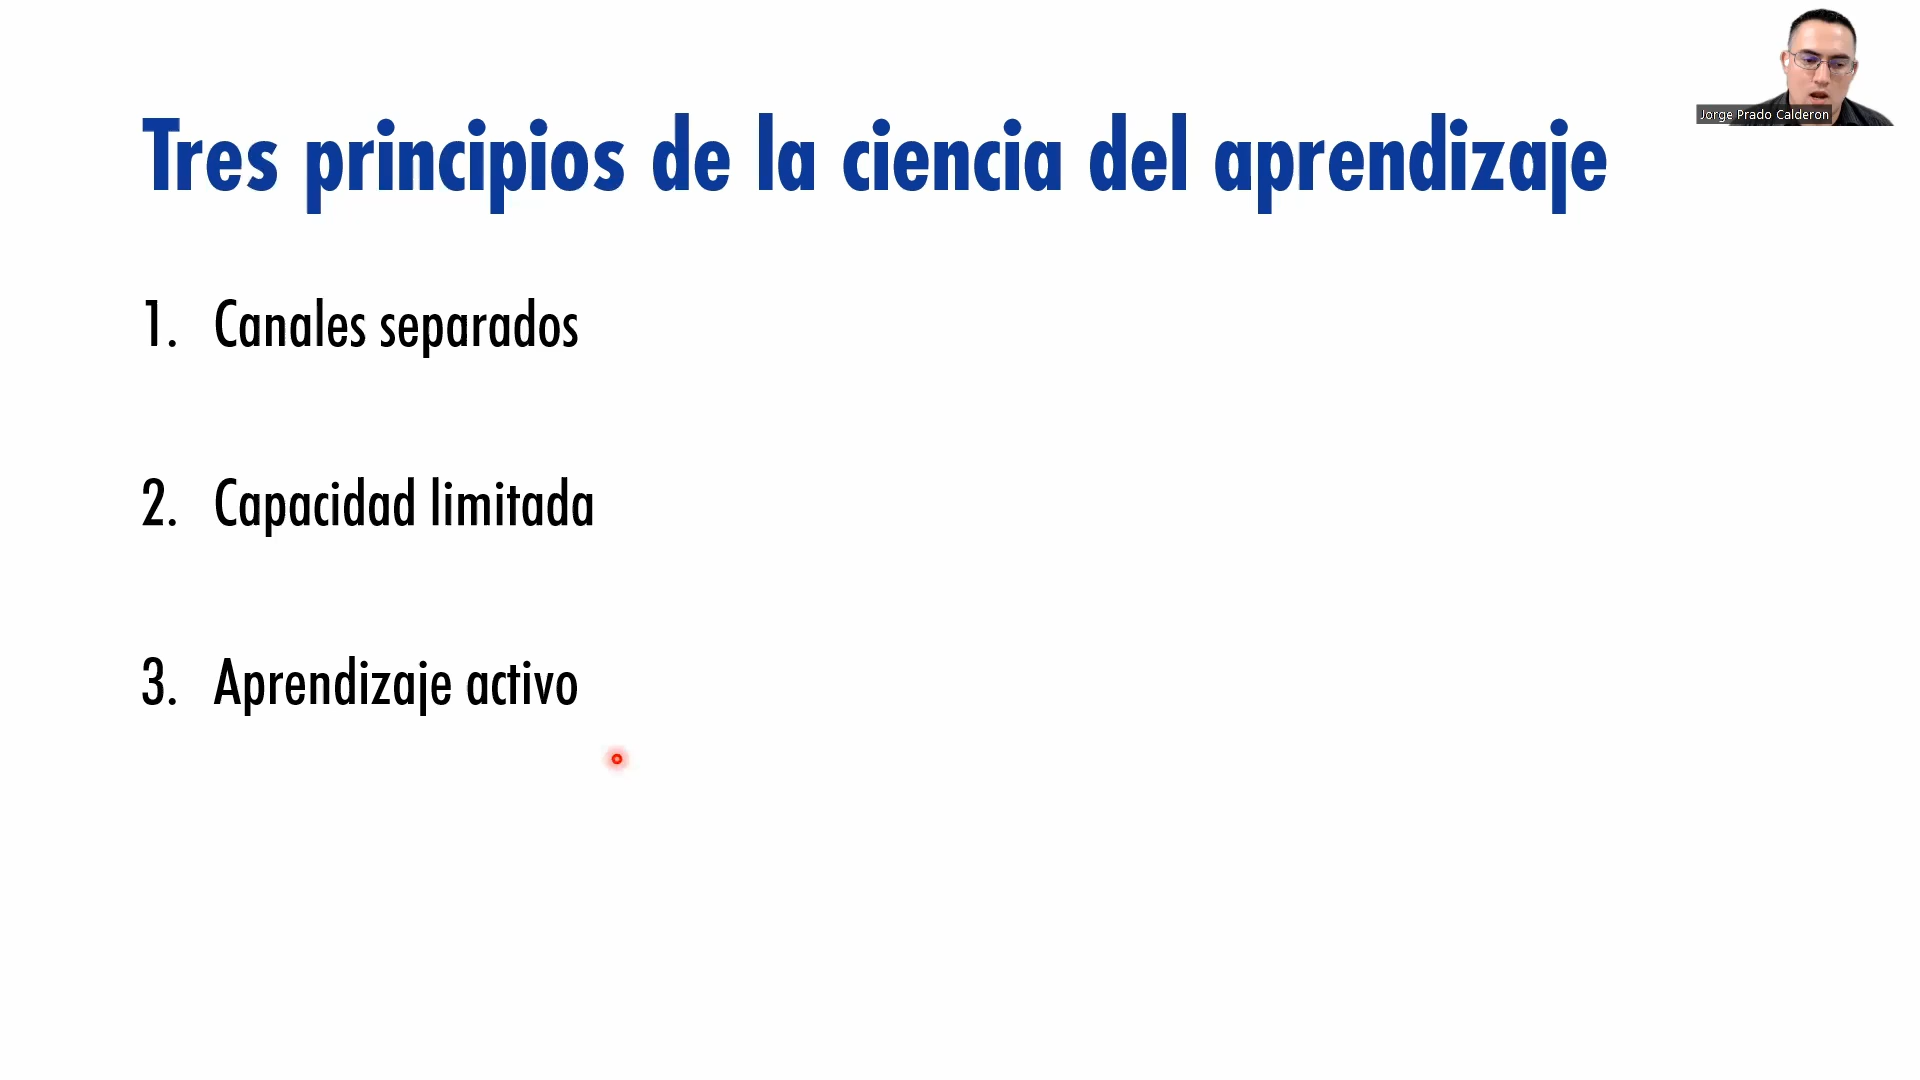 Tres principios de la ciencia del aprendizaje
Jorge Prado Calderon
1. Canales separados
2. Capacidad limitada
3. Aprendizaje activo